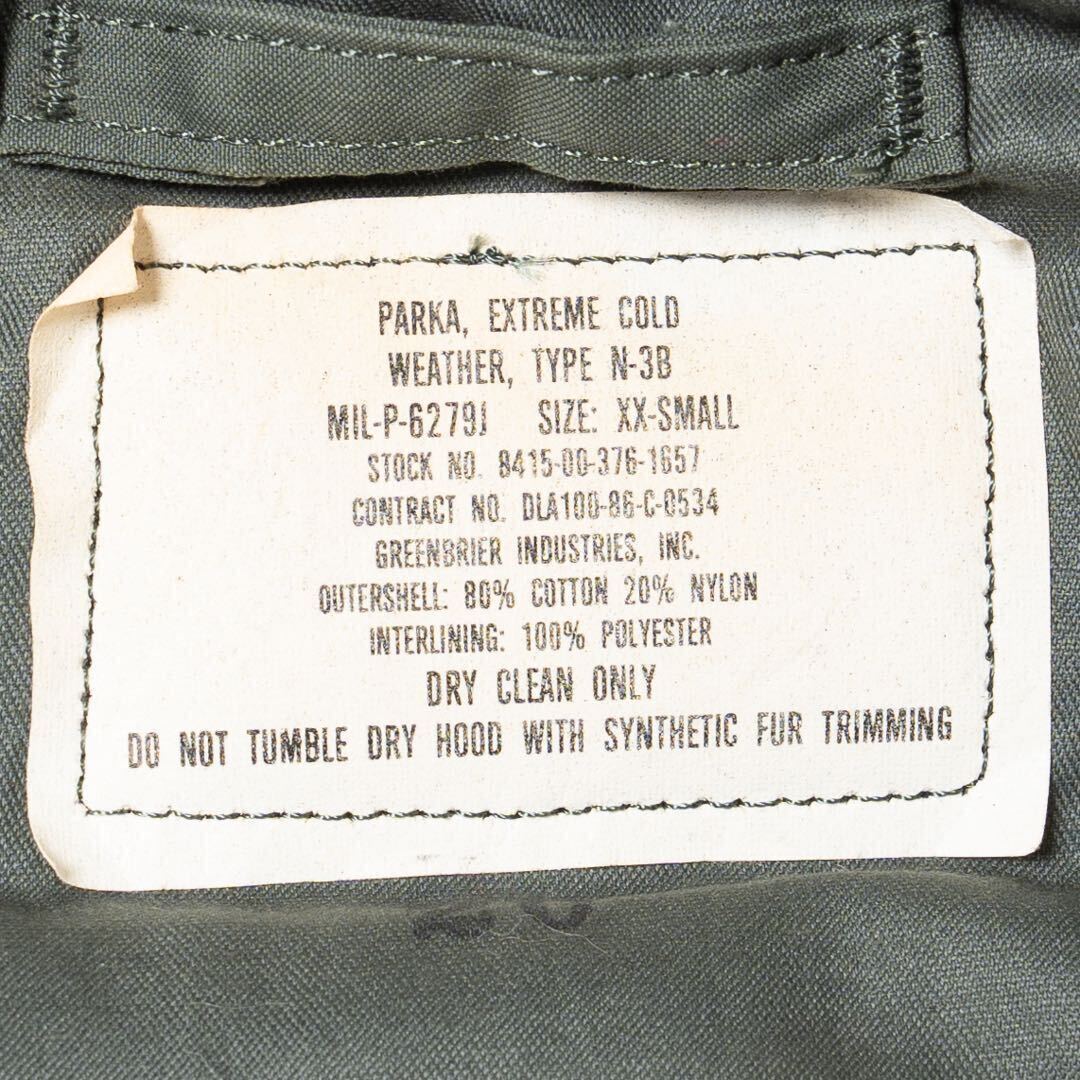 PARKA, EXTREME COLD
WEATHER, TYPE N-3B
MIL-P-6279J SIZE: XX-SMALL
STOCK NO. 8415-00-376-1657
CONTRACT NO. DLA100-86-C-0534
GREENBRIER INDUSTRIES, INC.
OUTERSHELL: 80% COTTON 20% NYLON
INTERLINING: 100% POLYESTER
DRY CLEAN ONLY
DO NOT TUMBLE DRY HOOD WITH SYNTHETIC FUR TRIMMING